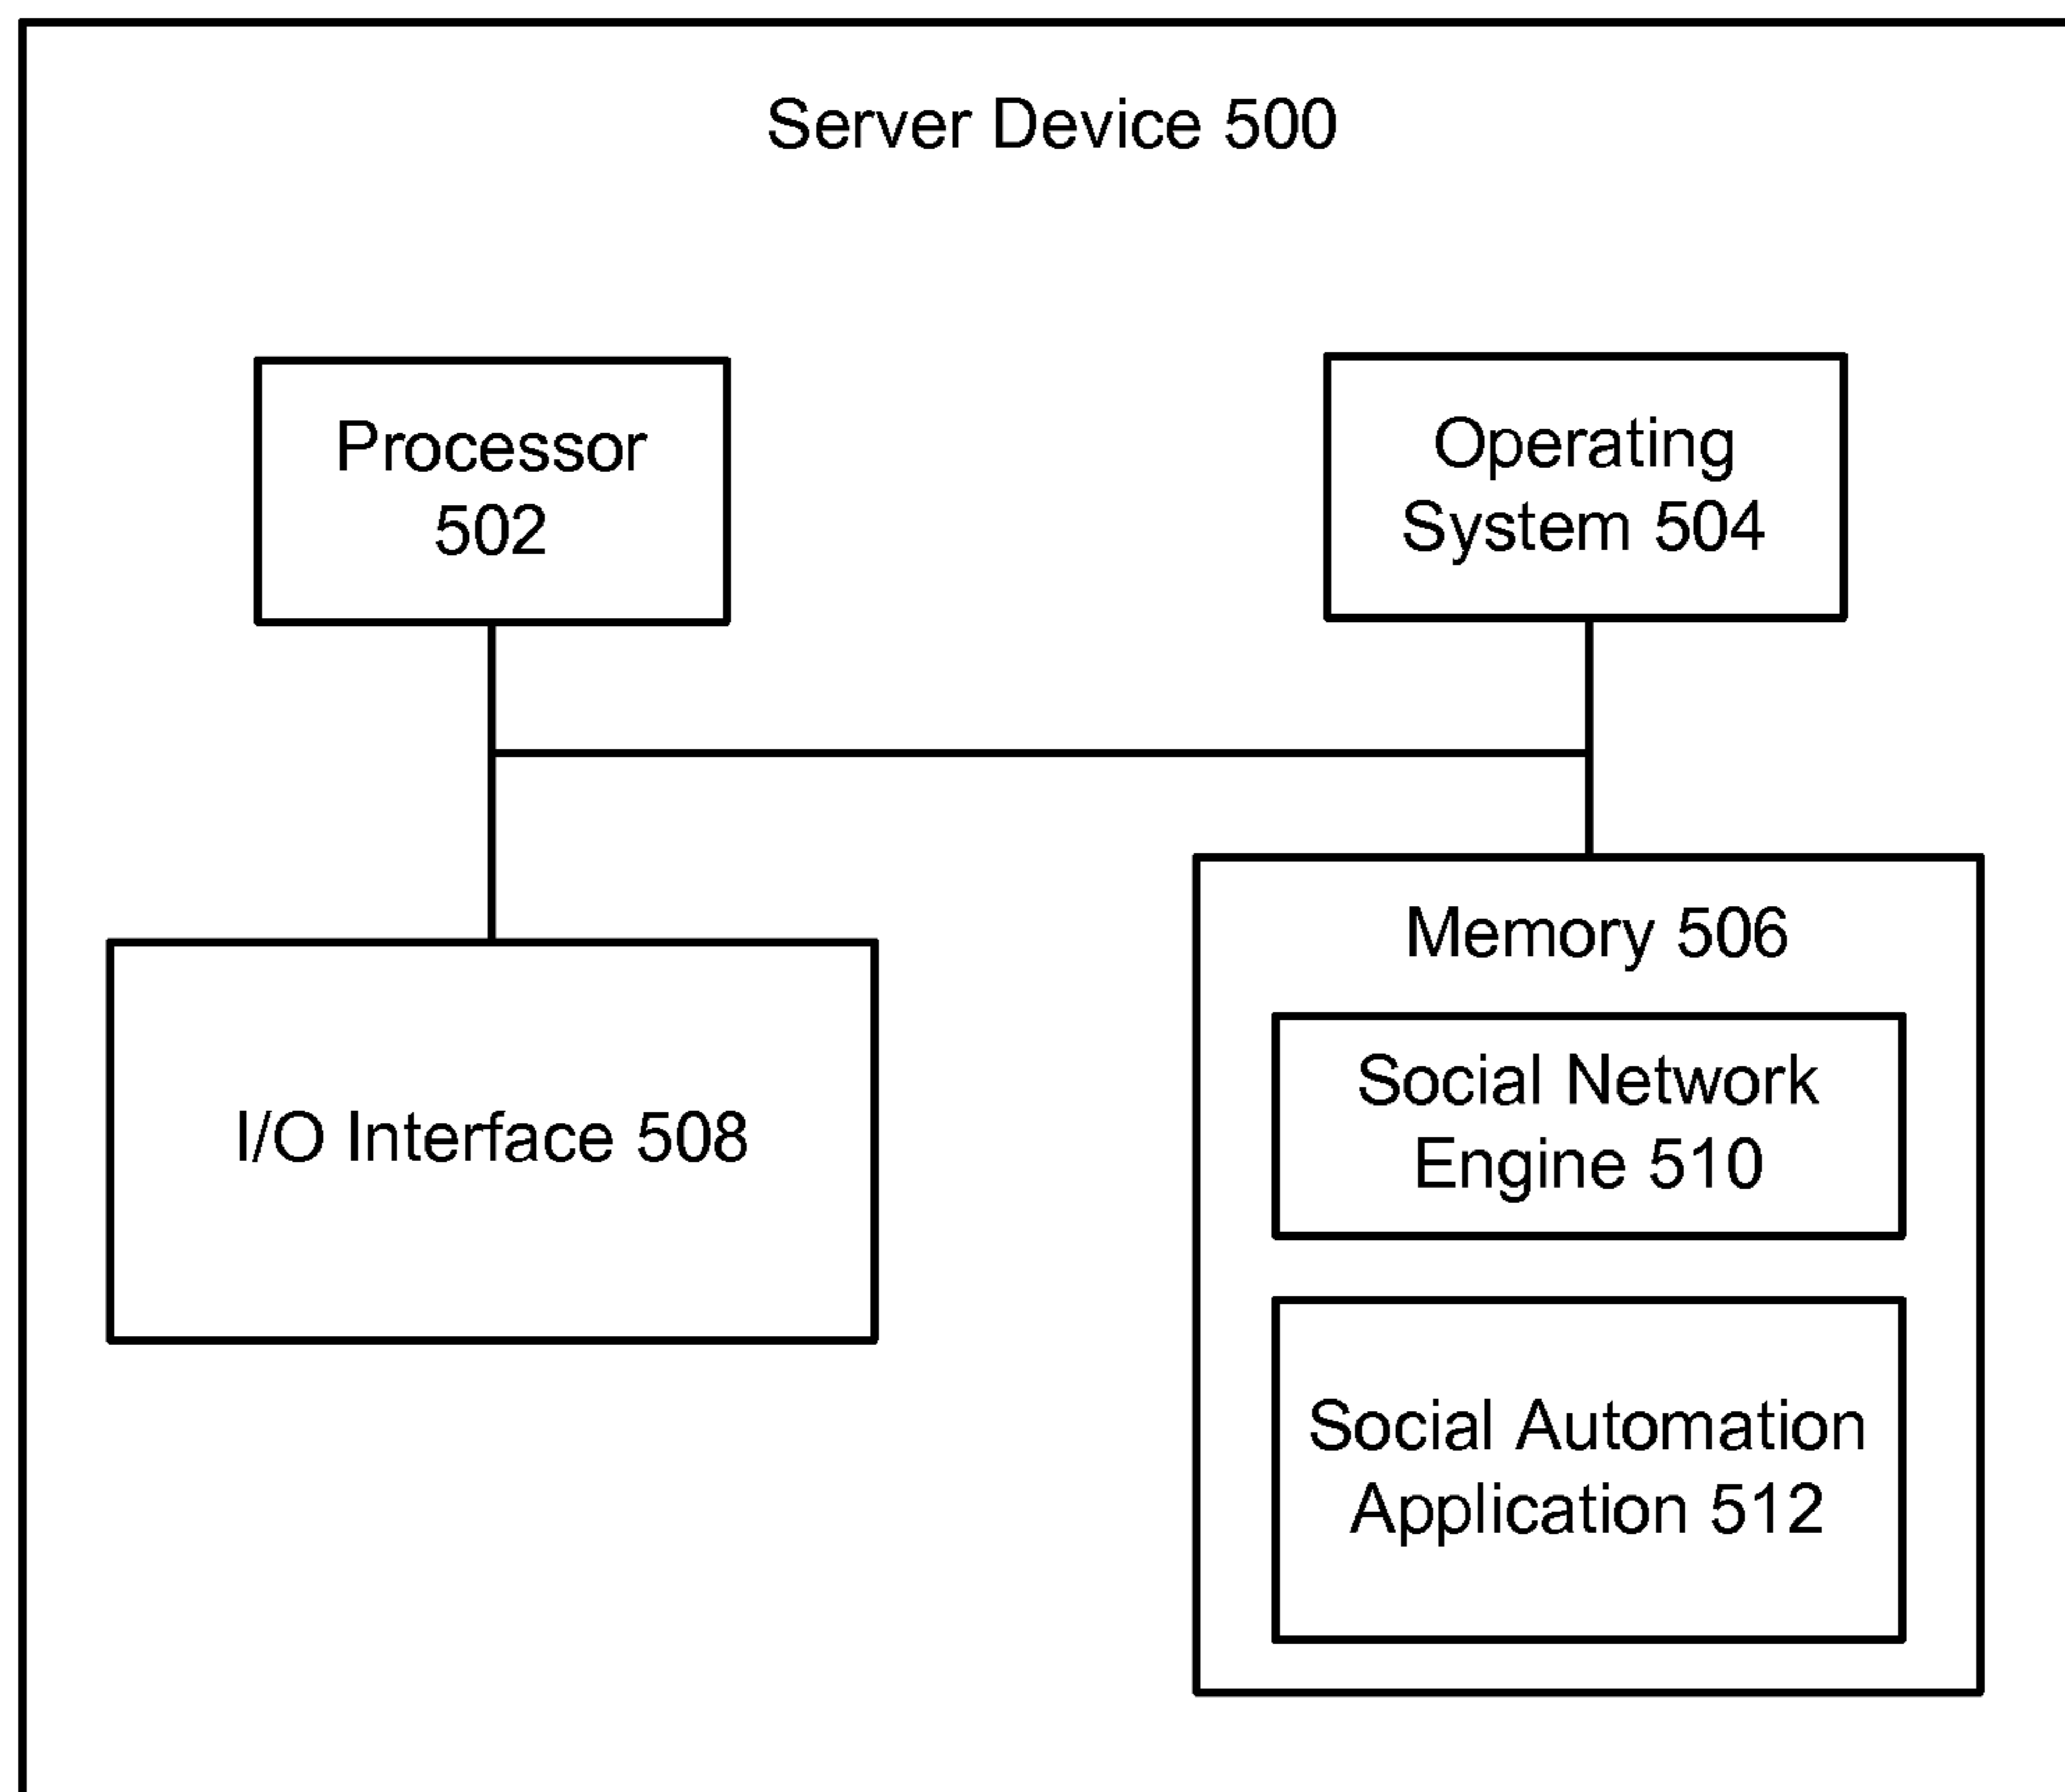 Server Device 500
Processor
502
Operating
System 504
I/O Interface 508
Memory 506
Social Network
Engine 510
Social Automation
Application 512